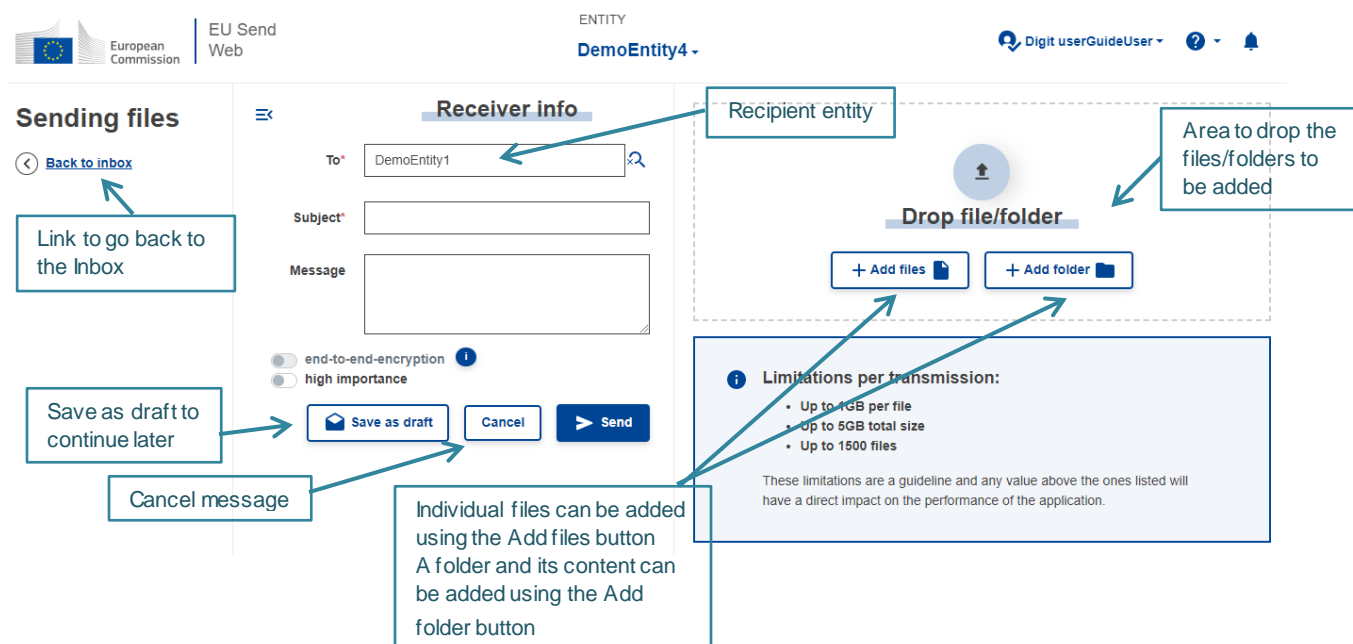 European
Commission
EU Send
Web
ENTITY
DemoEntity4
Digit userGuideUser
?
Sending files
Back to inbox
Link to go back to
the Inbox
Receiver info
To*
DemoEntity1
Subject*
Message
end-to-end-encryption i
high importance
Save as draft
Cancel
Send
Save as draft to
continue later
Cancel message
Recipient entity
Area to drop the
files/folders to
be added
Drop file/folder
+ Add files
+ Add folder
i Limitations per transmission:
• Up to 1GB per file
• Up to 5GB total size
• Up to 1500 files
These limitations are a guideline and any value above the ones listed will
have a direct impact on the performance of the application.
Individual files can be added
using the Add files button
A folder and its content can
be added using the Add
folder button